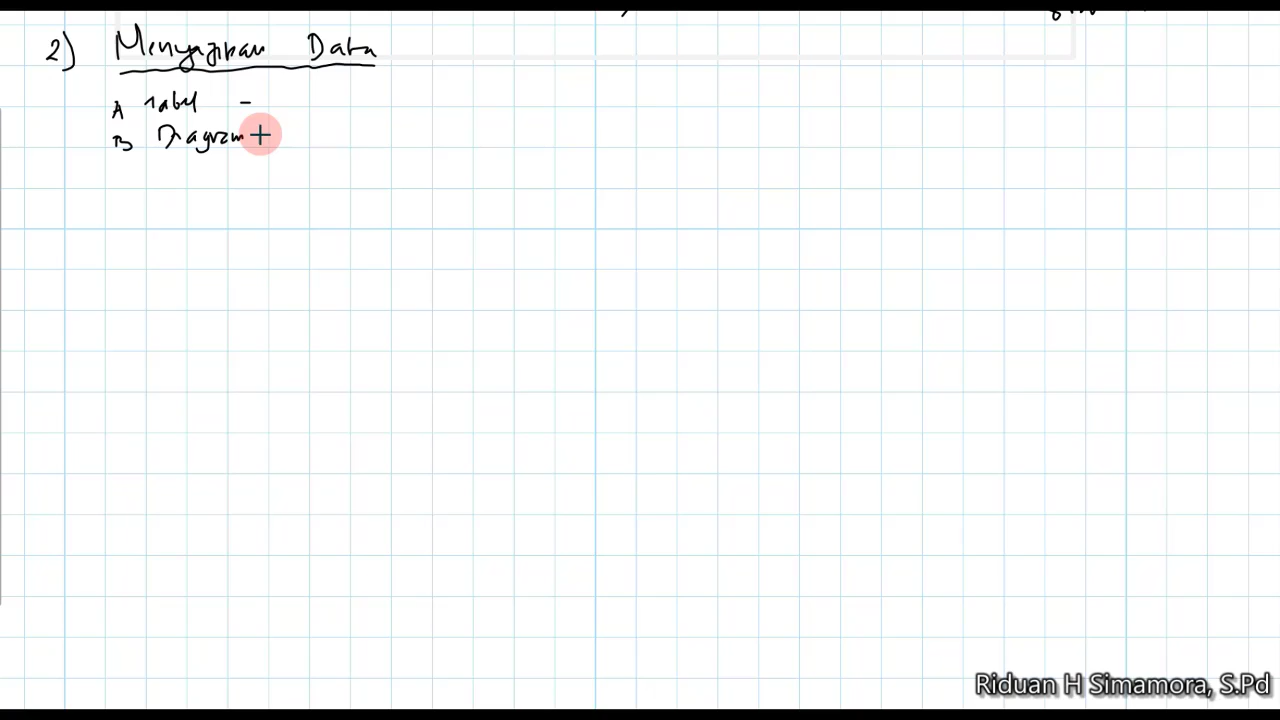 2) Menyajikan Data
A Tabel -
B Diagram
Riduan H Simamora, S.Pd